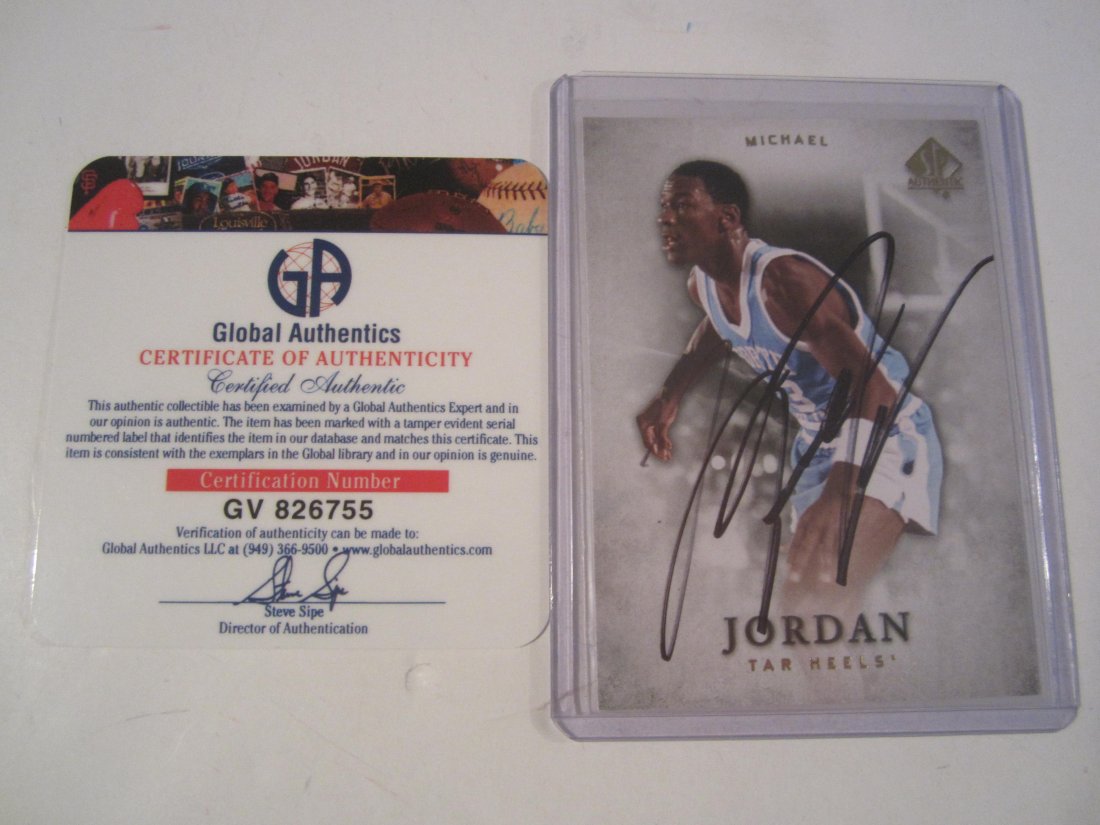 JORDAN
Louisville
GA
Global Authentics
CERTIFICATE OF AUTHENTICITY
Certified Authentic
This authentic collectible has been examined by a Global Authentics Expert and in
our opinion is authentic. The item has been marked with a tamper evident serial
numbered label that identifies the item in our database and matches this certificate. This
item is consistent with the exemplars in the Global library and in our opinion is genuine.
Certification Number
GV 826755
Verification of authenticity can be made to:
Global Authentics LLC at (949) 366-9500 • www.globalauthentics.com
Steve Sipe
Steve Sipe
Director of Authentication
MICHAEL
SP
AUTHENTIC
JORDAN
TAR HEELS